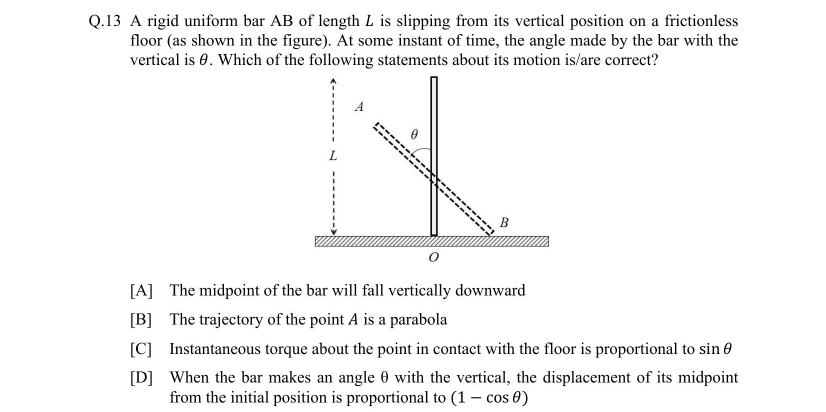 Q.13 A rigid uniform bar AB of length L is slipping from its vertical position on a frictionless
floor (as shown in the figure). At some instant of time, the angle made by the bar with the
vertical is θ. Which of the following statements about its motion is/are correct?
A
θ
L
B
O
[A] The midpoint of the bar will fall vertically downward
[B] The trajectory of the point A is a parabola
[C] Instantaneous torque about the point in contact with the floor is proportional to sin θ
[D] When the bar makes an angle θ with the vertical, the displacement of its midpoint
from the initial position is proportional to (1 − cos θ)